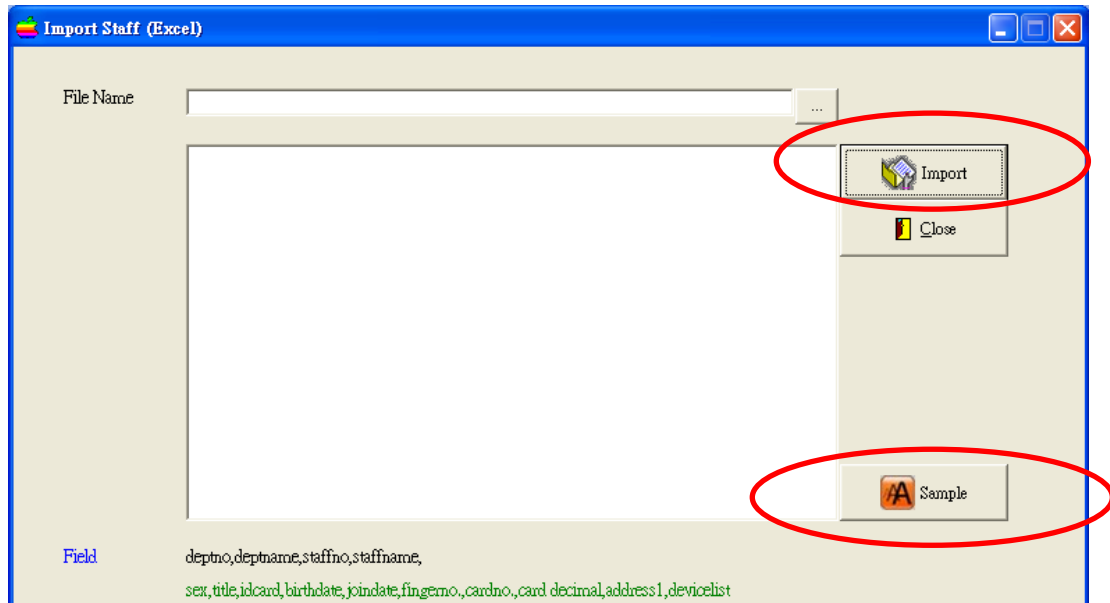 Import Staff (Excel)
File Name
...
Import
Close
Sample
Field
deptno,deptname,staffno,staffname,
sex,title,idcard,birthdate,joindate,fingerno.,cardno.,card decimal,address1,devicelist